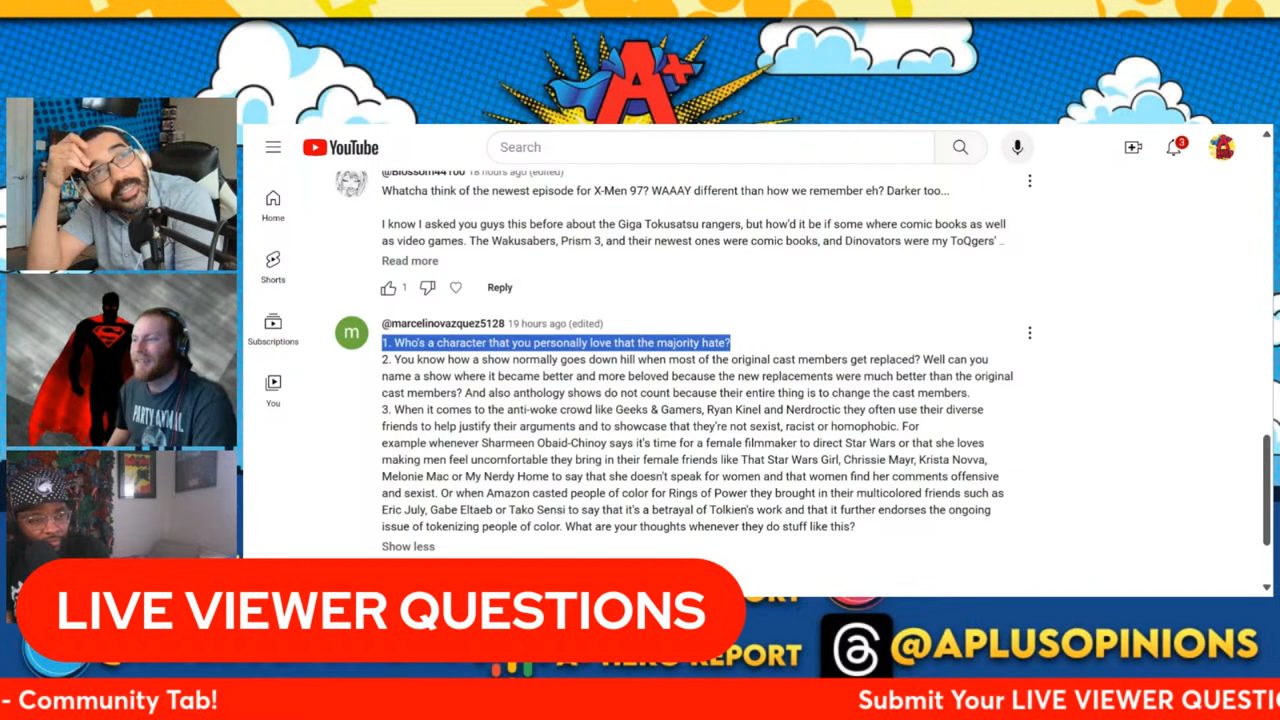 A+
YouTube
Search
3
Home
Shorts
Subscriptions
You
@Blossom44100 18 hours ago (edited)
Whatcha think of the newest episode for X-Men 97? WAAAY different than how we remember eh? Darker too...
I know I asked you guys this before about the Giga Tokusatsu rangers, but how'd it be if some where comic books as well
as video games. The Wakusabers, Prism 3, and their newest ones were comic books, and Dinovators were my ToQgers' ...
Read more
1
Reply
m
@marcelinovazquez5128 19 hours ago (edited)
1. Who's a character that you personally love that the majority hate?
2. You know how a show normally goes down hill when most of the original cast members get replaced? Well can you
name a show where it became better and more beloved because the new replacements were much better than the original
cast members? And also anthology shows do not count because their entire thing is to change the cast members.
3. When it comes to the anti-woke crowd like Geeks & Gamers, Ryan Kinel and Nerdroctic they often use their diverse
friends to help justify their arguments and to showcase that they're not sexist, racist or homophobic. For
example whenever Sharmeen Obaid-Chinoy says it's time for a female filmmaker to direct Star Wars or that she loves
making men feel uncomfortable they bring in their female friends like That Star Wars Girl, Chrissie Mayr, Krista Novva,
Melonie Mac or My Nerdy Home to say that she doesn't speak for women and that women find her comments offensive
and sexist. Or when Amazon casted people of color for Rings of Power they brought in their multicolored friends such as
Eric July, Gabe Eltaeb or Tako Sensi to say that it's a betrayal of Tolkien's work and that it further endorses the ongoing
issue of tokenizing people of color. What are your thoughts whenever they do stuff like this?
Show less
PARTY ANIMAL
LIVE VIEWER QUESTIONS
REPORT
@APLUSOPINIONS
- Community Tab!
Submit Your LIVE VIEWER QUESTI